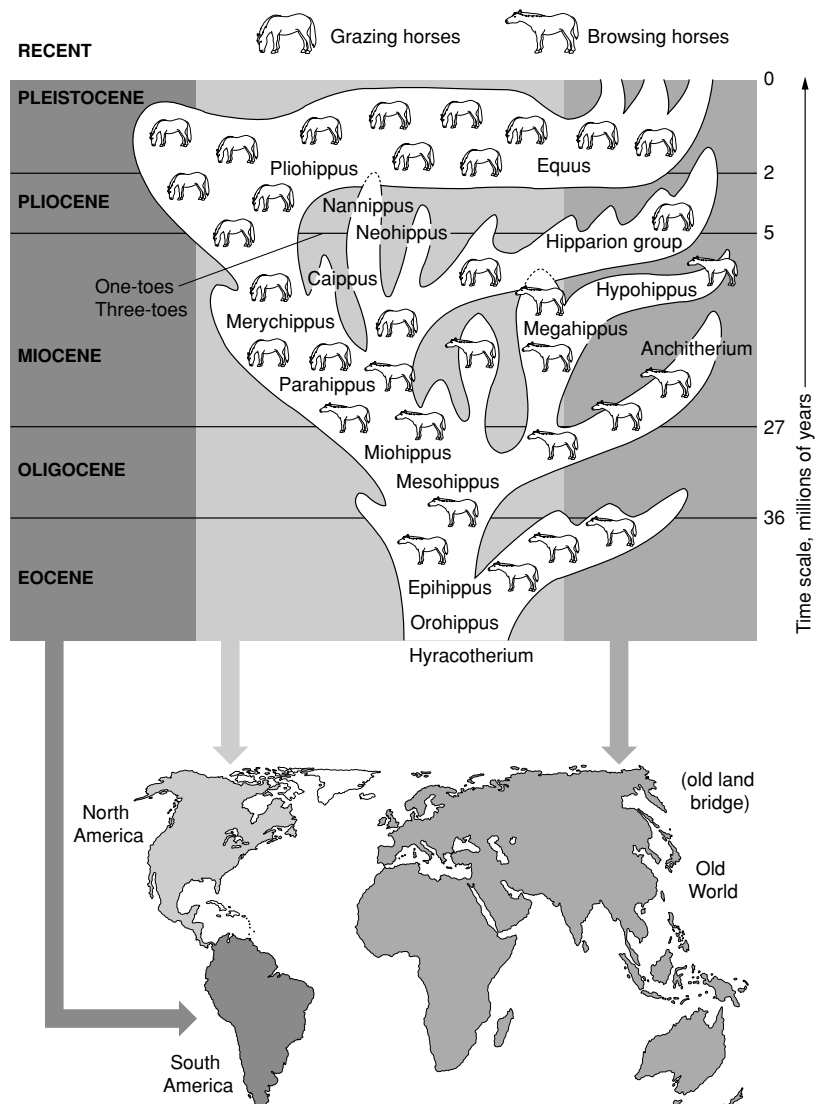 Grazing horses
Browsing horses
RECENT
0
PLEISTOCENE
Pliohippus
Equus
2
PLIOCENE
Nannippus
Neohippus
5
Hipparion group
One-toes
Three-toes
Caippus
Hypohippus
Merychippus
Megahippus
Anchitherium
MIOCENE
Parahippus
27
Miohippus
OLIGOCENE
Mesohippus
36
EOCENE
Epihippus
Orohippus
Hyracotherium
Time scale, millions of years
North
America
(old land
bridge)
Old
World
South
America